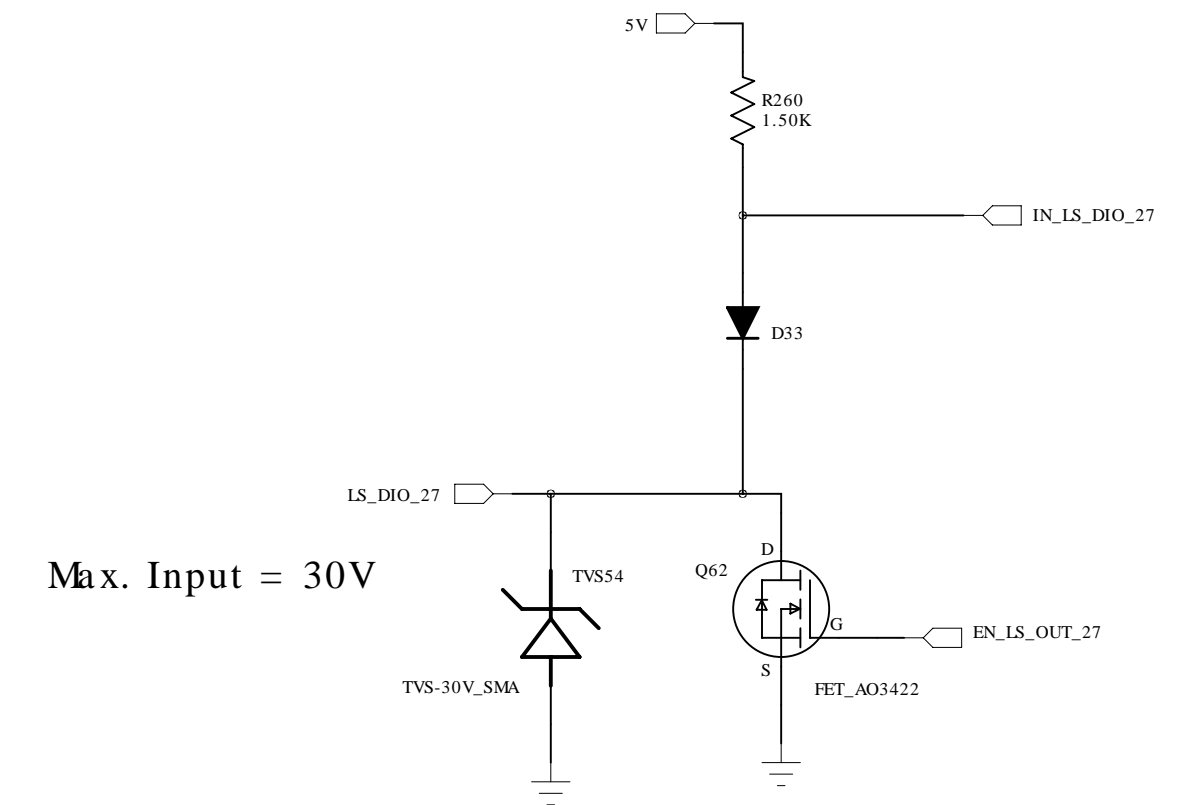 5V
R260
1.50K
IN_LS_DIO_27
D33
LS_DIO_27
Max. Input = 30V
TVS54
TVS-30V_SMA
Q62
D
G
S
EN_LS_OUT_27
FET_AO3422